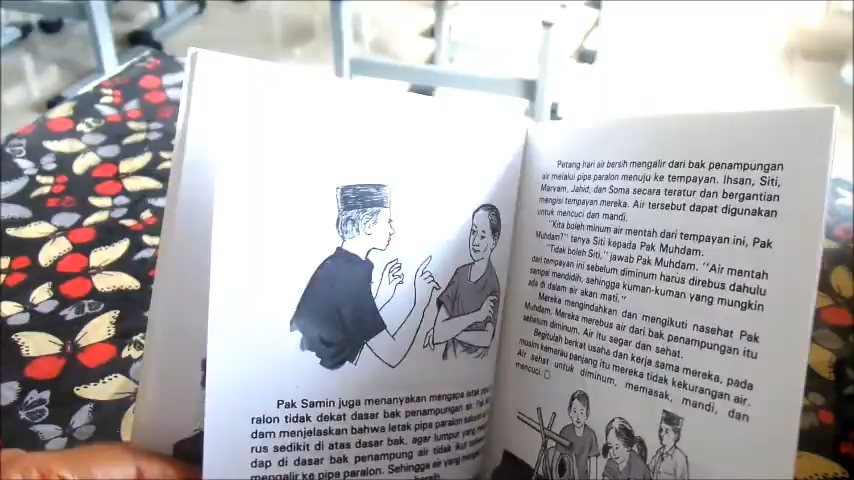 Pak Samin juga menanyakan mengapa letak
ralon tidak dekat dasar bak penampungan air. Pak
dam menjelaskan bahwa letak pipa paralon
rus sedikit di atas dasar bak, agar lumpur yang
dap di dasar bak penampung air tidak ikut
mengalir ke pipa paralon. Sehingga air yang
bersih
Petang hari air bersih mengalir dari bak penampungan
air melalui pipa paralon menuju ke tempayan. Ihsan, Siti,
Maryam, Jahid, dan Soma secara teratur dan bergantian
mengisi tempayan mereka. Air tersebut dapat digunakan
untuk mencuci dan mandi.
"Kita boleh minum air mentah dari tempayan ini, Pak
Muhdam?" tanya Siti kepada Pak Muhdam.
"Tidak boleh Siti," jawab Pak Muhdam. "Air mentah
dari tempayan ini sebelum diminum harus direbus dahulu
sampai mendidih, sehingga kuman-kuman yang mungkin
ada di dalam air akan mati."
Mereka mengindahkan dan mengikuti nasehat Pak
Muhdam. Mereka merebus air dari bak penampungan itu
sebelum diminum. Air itu segar dan sehat.
Begitulah berkat usaha dan kerja sama mereka, pada
musim kemarau panjang itu mereka tidak kekurangan air.
Air sehat untuk diminum, memasak, mandi, dan
mencuci.